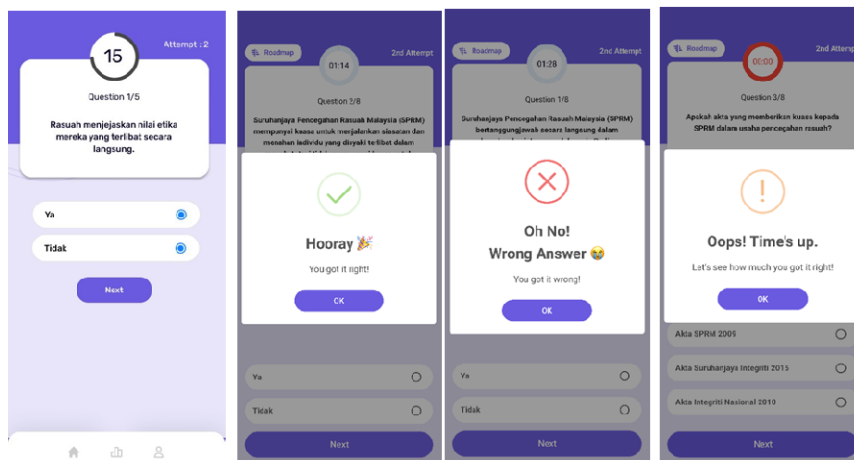 Attempt : 2
15
Question 1/5
Rasuah menjejaskan nilai etika
mereka yang terlibat secara
langsung.
Ya
Tidak
Next
Roadmap
2nd Attempt
01:14
Question 2/8
Suruhanjaya Pencegahan Rasuah Malaysia (SPRM)
mempunyai kuasa untuk menjalankan siasatan dan
menahan individu yang disyaki terlibat dalam
Hooray 🎉
You got it right!
OK
Ya
Tidak
Next
Roadmap
2nd Attempt
01:28
Question 1/8
Suruhanjaya Pencegahan Rasuah Malaysia (SPRM)
bertanggungjawab secara langsung dalam
Oh No!
Wrong Answer 😭
You got it wrong!
OK
Ya
Tidak
Next
Roadmap
2nd Attemp
00:00
Question 3/8
Apakah akta yang memberikan kuasa kepada
SPRM dalam usaha pencegahan rasuah?
Oops! Time's up.
Let's see how much you got it right!
OK
Akta SPRM 2009
Akta Suruhanjaya Integriti 2015
Akta Integriti Nasional 2010
Next